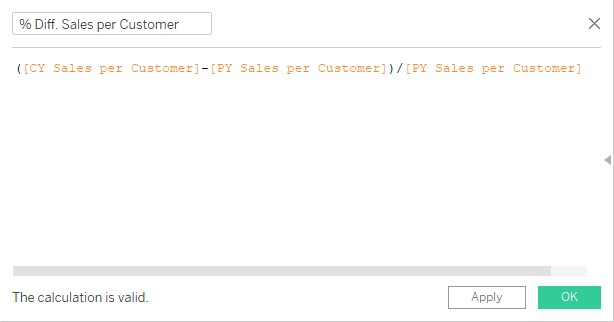 % Diff. Sales per Customer
([CY Sales per Customer]-[PY Sales per Customer])/[PY Sales per Customer]
The calculation is valid.
Apply
OK